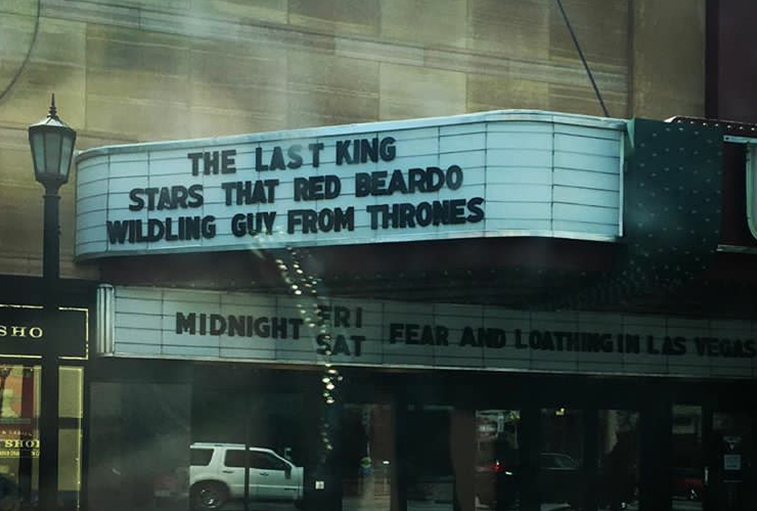 THE LAST KING
STARS THAT RED BEARDO
WILDLING GUY FROM THRONES
MIDNIGHT FRI SAT FEAR AND LOATHING IN LAS VEGAS
SHO
SHOP